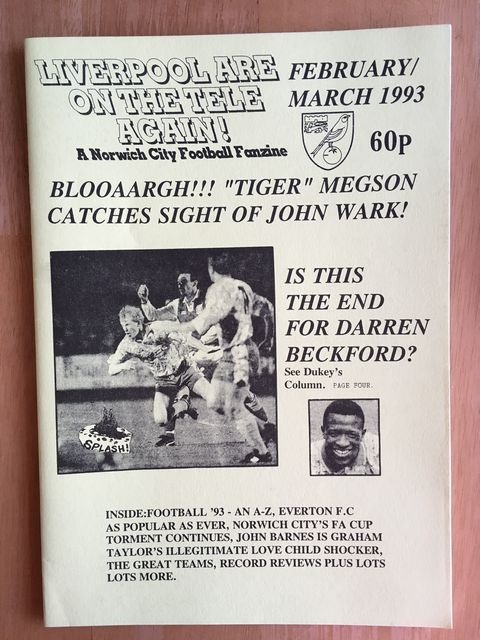 LIVERPOOL ARE
ON THE TELE
AGAIN!
A Norwich City Football Fanzine
FEBRUARY/
MARCH 1993
60p
BLOOAARGH!!! "TIGER" MEGSON
CATCHES SIGHT OF JOHN WARK!
IS THIS
THE END
FOR DARREN
BECKFORD?
See Dukey's
Column. PAGE FOUR.
SPLASH!
INSIDE:FOOTBALL '93 - AN A-Z, EVERTON F.C
AS POPULAR AS EVER, NORWICH CITY'S FA CUP
TORMENT CONTINUES, JOHN BARNES IS GRAHAM
TAYLOR'S ILLEGITIMATE LOVE CHILD SHOCKER,
THE GREAT TEAMS, RECORD REVIEWS PLUS LOTS
LOTS MORE.